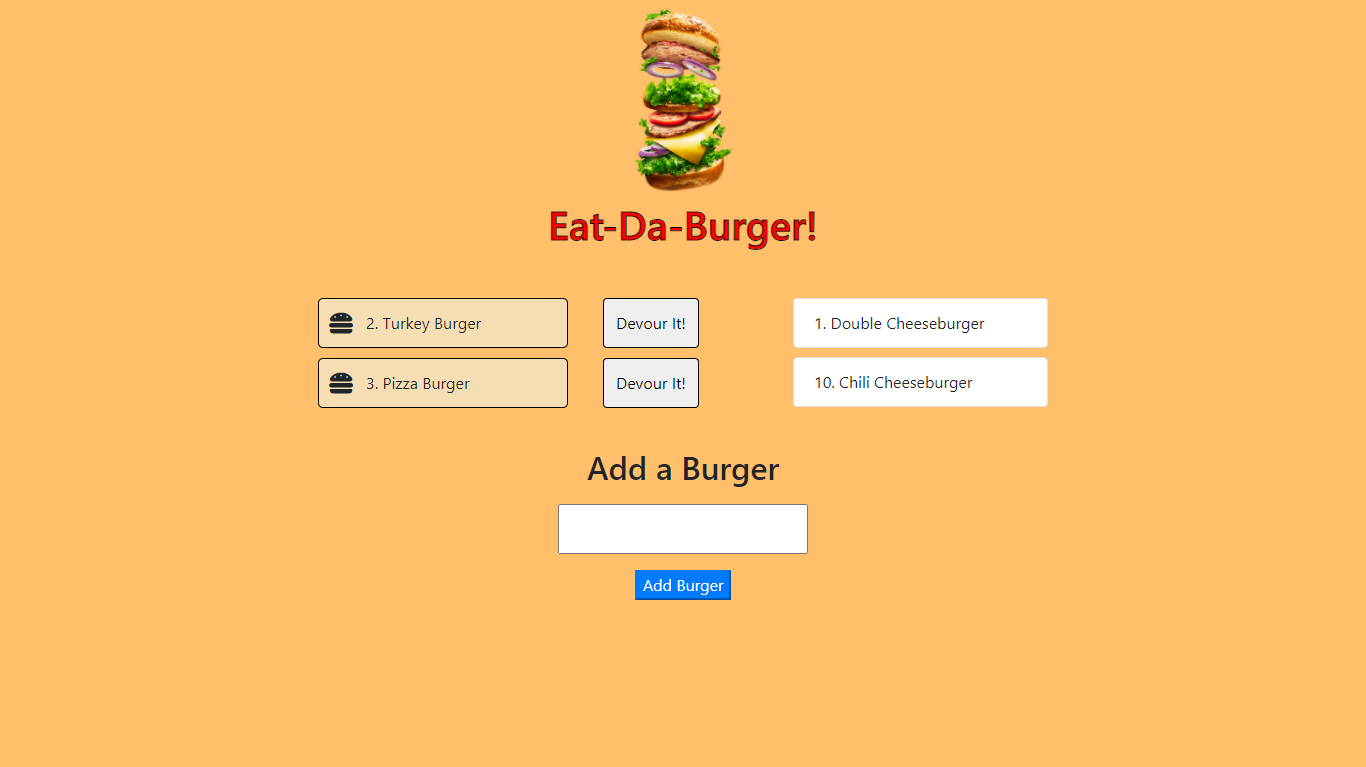 Eat-Da-Burger!
2. Turkey Burger
Devour It!
1. Double Cheeseburger
3. Pizza Burger
Devour It!
10. Chili Cheeseburger
Add a Burger
Add Burger